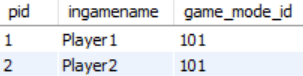 pid ingamename game_mode_id
1 Player1 101
2 Player2 101